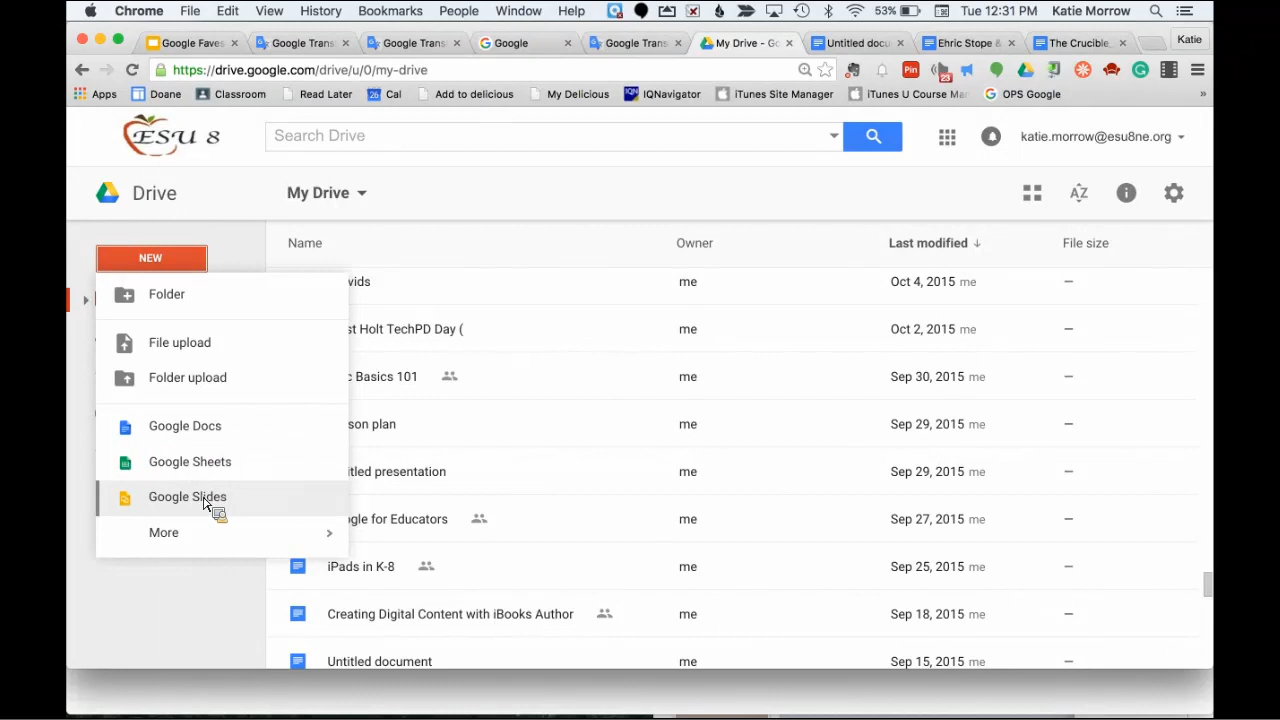 Chrome File Edit View History Bookmarks People Window Help 53% Tue 12:31 PM Katie Morrow
Google Faves Google Trans Google Trans Google Google Trans My Drive - Go Untitled docu Ehric Stope & The Crucible Katie
https://drive.google.com/drive/u/0/my-drive Pin 23
Apps Doane Classroom Read Later 26 Cal Add to delicious My Delicious IQN IQNavigator iTunes Site Manager iTunes U Course Ma OPS Google »
ESU 8 Search Drive katie.morrow@esu8ne.org
Drive My Drive AZ
NEW Name Owner Last modified File size
Folder vids me Oct 4, 2015 me —
File upload st Holt TechPD Day ( me Oct 2, 2015 me —
Folder upload c Basics 101 me Sep 30, 2015 me —
Google Docs son plan me Sep 29, 2015 me —
Google Sheets itled presentation me Sep 29, 2015 me —
Google Slides gle for Educators me Sep 27, 2015 me —
More
iPads in K-8 me Sep 25, 2015 me —
Creating Digital Content with iBooks Author me Sep 18, 2015 me —
Untitled document me Sep 15, 2015 me —